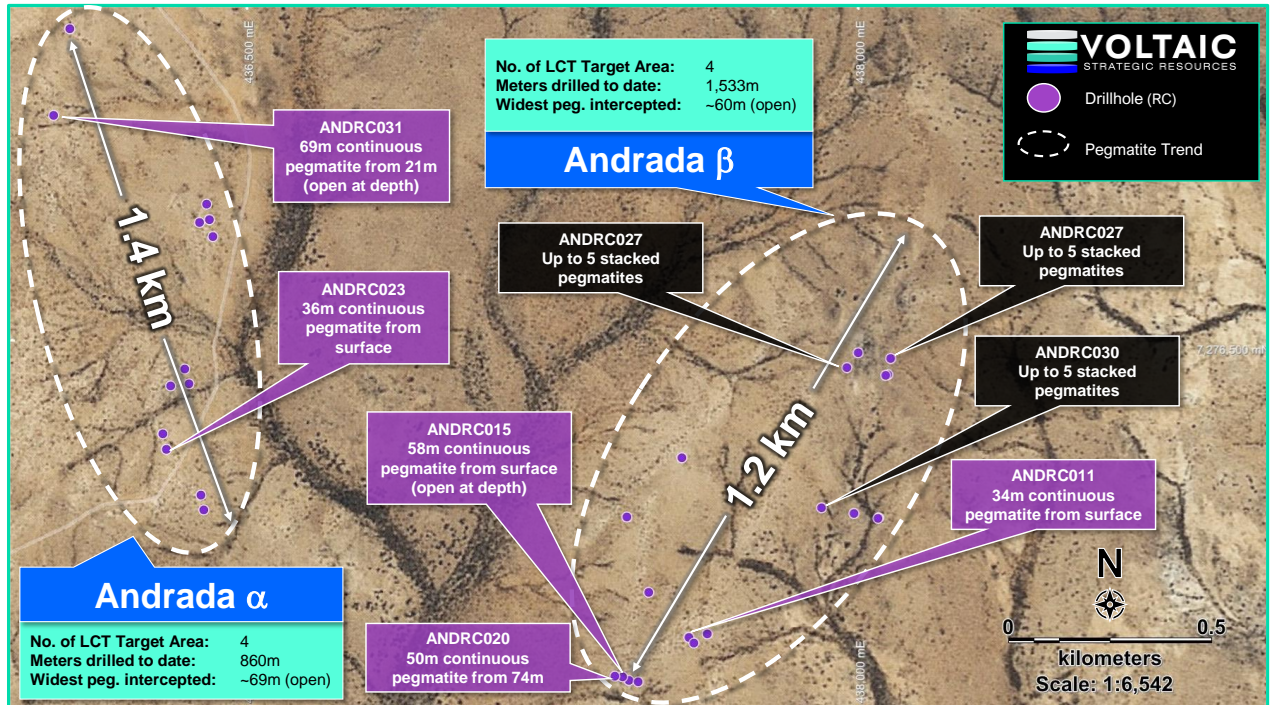 436,500 mE
438,000 mE
No. of LCT Target Area: 4
Meters drilled to date: 1,533m
Widest peg. intercepted: ~60m (open)
Andrada β
VOLTAIC
STRATEGIC RESOURCES
Drillhole (RC)
Pegmatite Trend
ANDRC031
69m continuous
pegmatite from 21m
(open at depth)
1.4 km
ANDRC023
36m continuous
pegmatite from
surface
ANDRC027
Up to 5 stacked
pegmatites
ANDRC027
Up to 5 stacked
pegmatites
7,276,500 mN
ANDRC030
Up to 5 stacked
pegmatites
1.2 km
ANDRC015
58m continuous
pegmatite from surface
(open at depth)
ANDRC011
34m continuous
pegmatite from surface
Andrada α
No. of LCT Target Area: 4
Meters drilled to date: 860m
Widest peg. intercepted: ~69m (open)
ANDRC020
50m continuous
pegmatite from 74m
438,000 mE
N
0 0.5
kilometers
Scale: 1:6,542